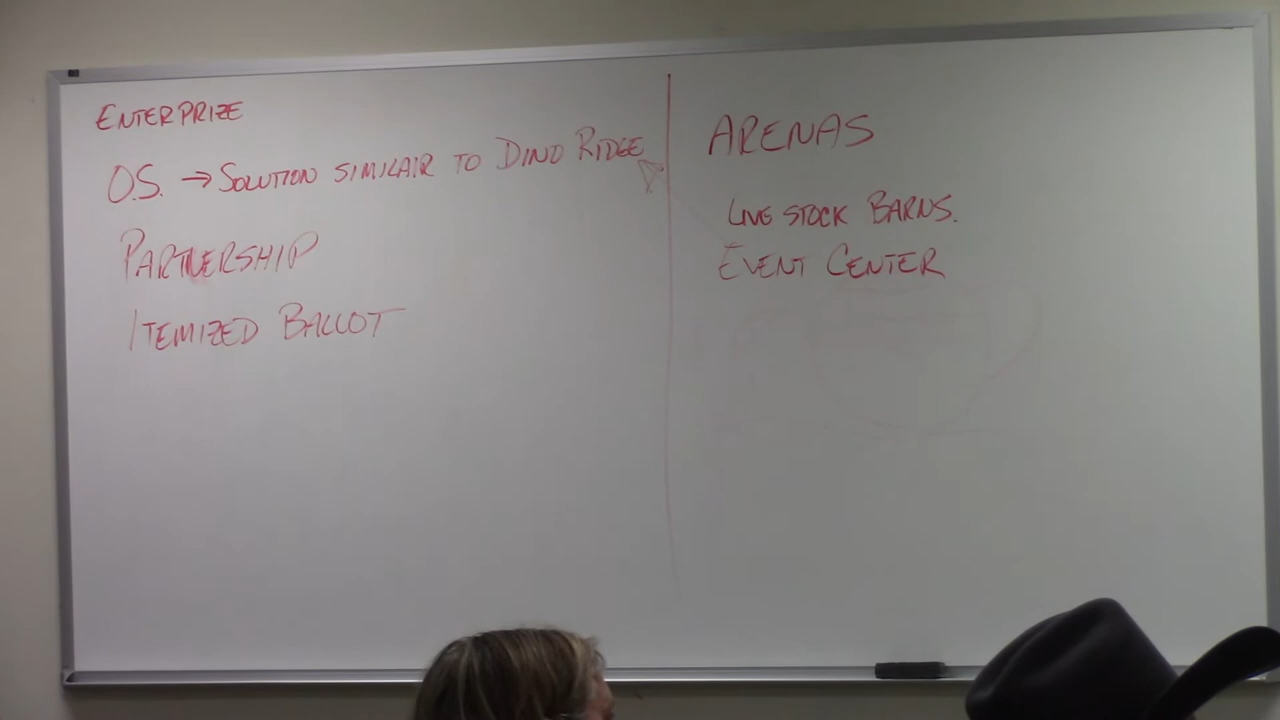 ENTERPRIZE
O.S. → SOLUTION SIMILAIR TO DINO RIDGE
PARTNERSHIP
ITEMIZED BALLOT
ARENAS
LIVE STOCK BARNS.
EVENT CENTER